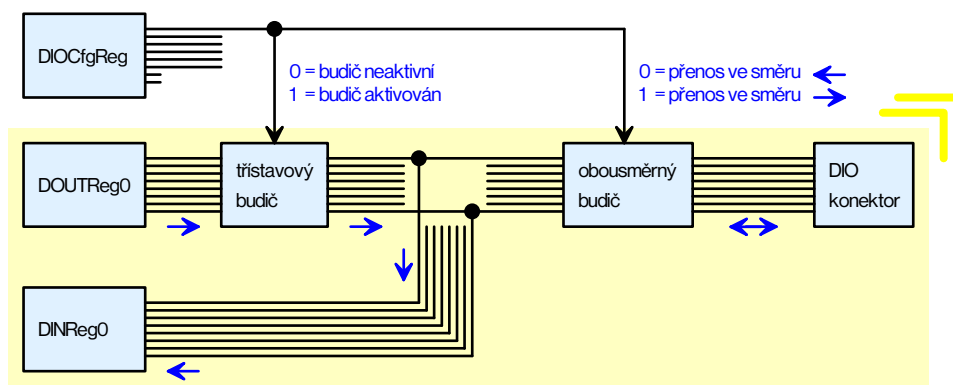 DIOCfgReg
0 = budič neaktivní
1 = budič aktivován
0 = přenos ve směru
1 = přenos ve směru
DOUTReg0
třístavový
budič
obousměrný
budič
DIO
konektor
DINReg0